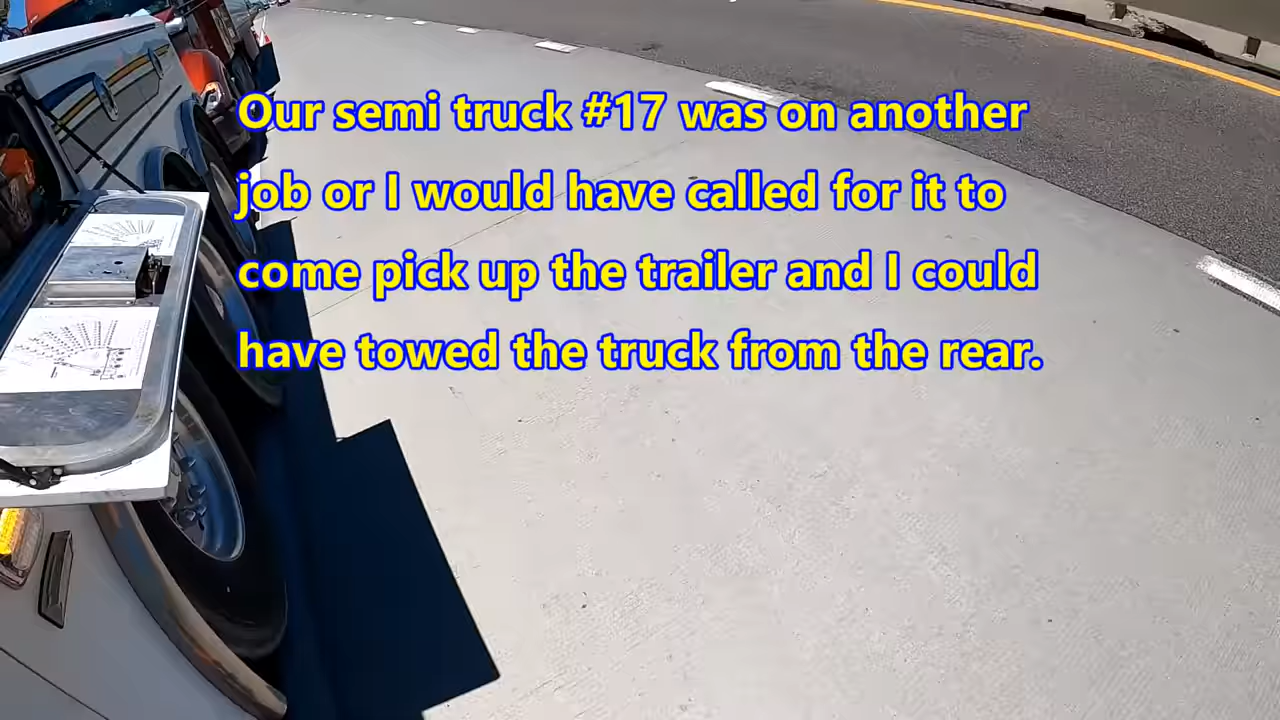 Our semi truck #17 was on another
job or I would have called for it to
come pick up the trailer and I could
have towed the truck from the rear.